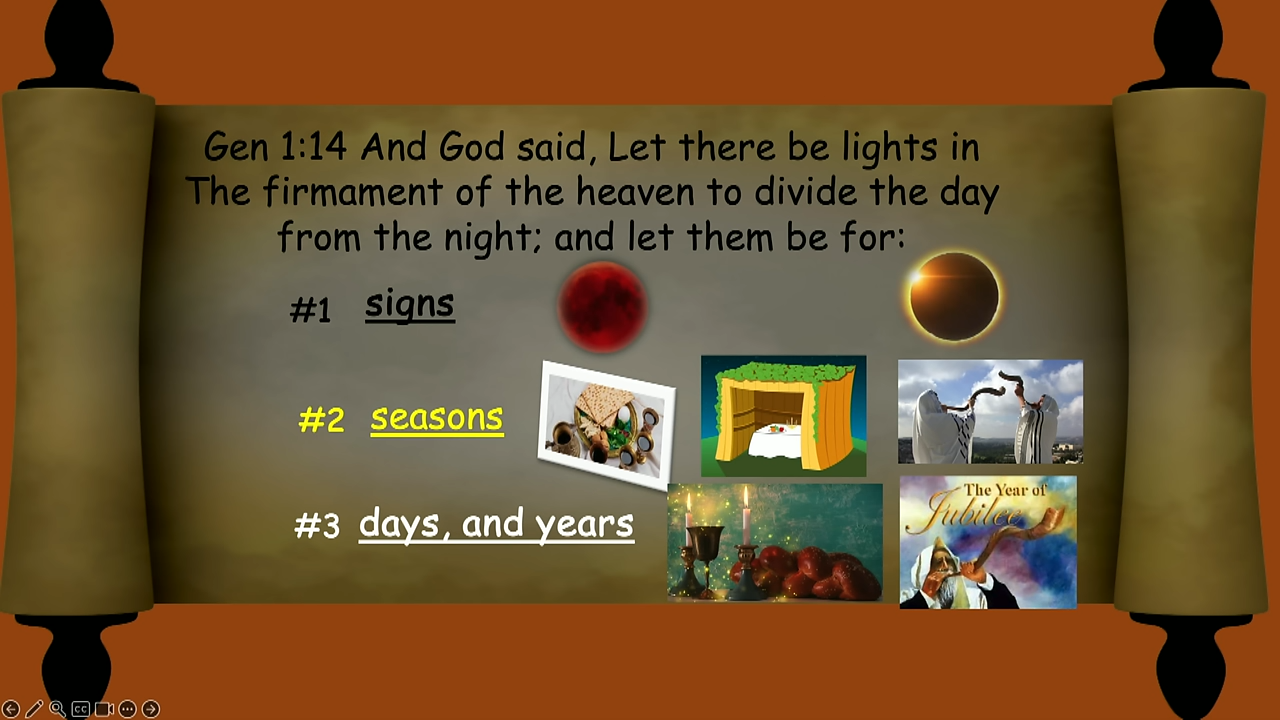 Gen 1:14 And God said, Let there be lights in
The firmament of the heaven to divide the day
from the night; and let them be for:
#1 signs
#2 seasons
#3 days, and years
The Year of
Jubilee
CC